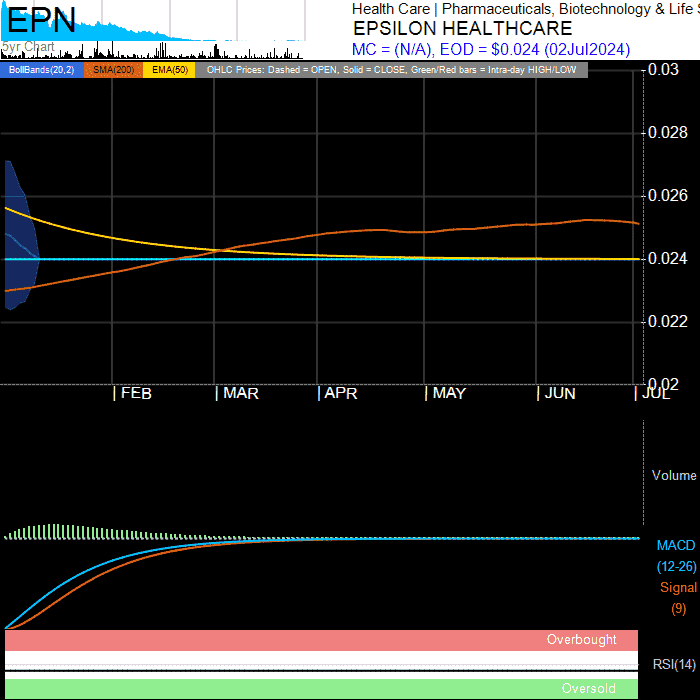 EPN
5yr Chart
Health Care | Pharmaceuticals, Biotechnology & Life S
EPSILON HEALTHCARE
MC = (N/A), EOD = $0.024 (02Jul2024)
BollBands(20,2) SMA(200) EMA(50) OHLC Prices: Dashed = OPEN, Solid = CLOSE, Green/Red bars = Intra-day HIGH/LOW
0.03
0.028
0.026
0.024
0.022
0.02
| FEB | MAR | APR | MAY | JUN | JUL
Volume
MACD
(12-26)
Signal
(9)
Overbought
RSI(14)
Oversold